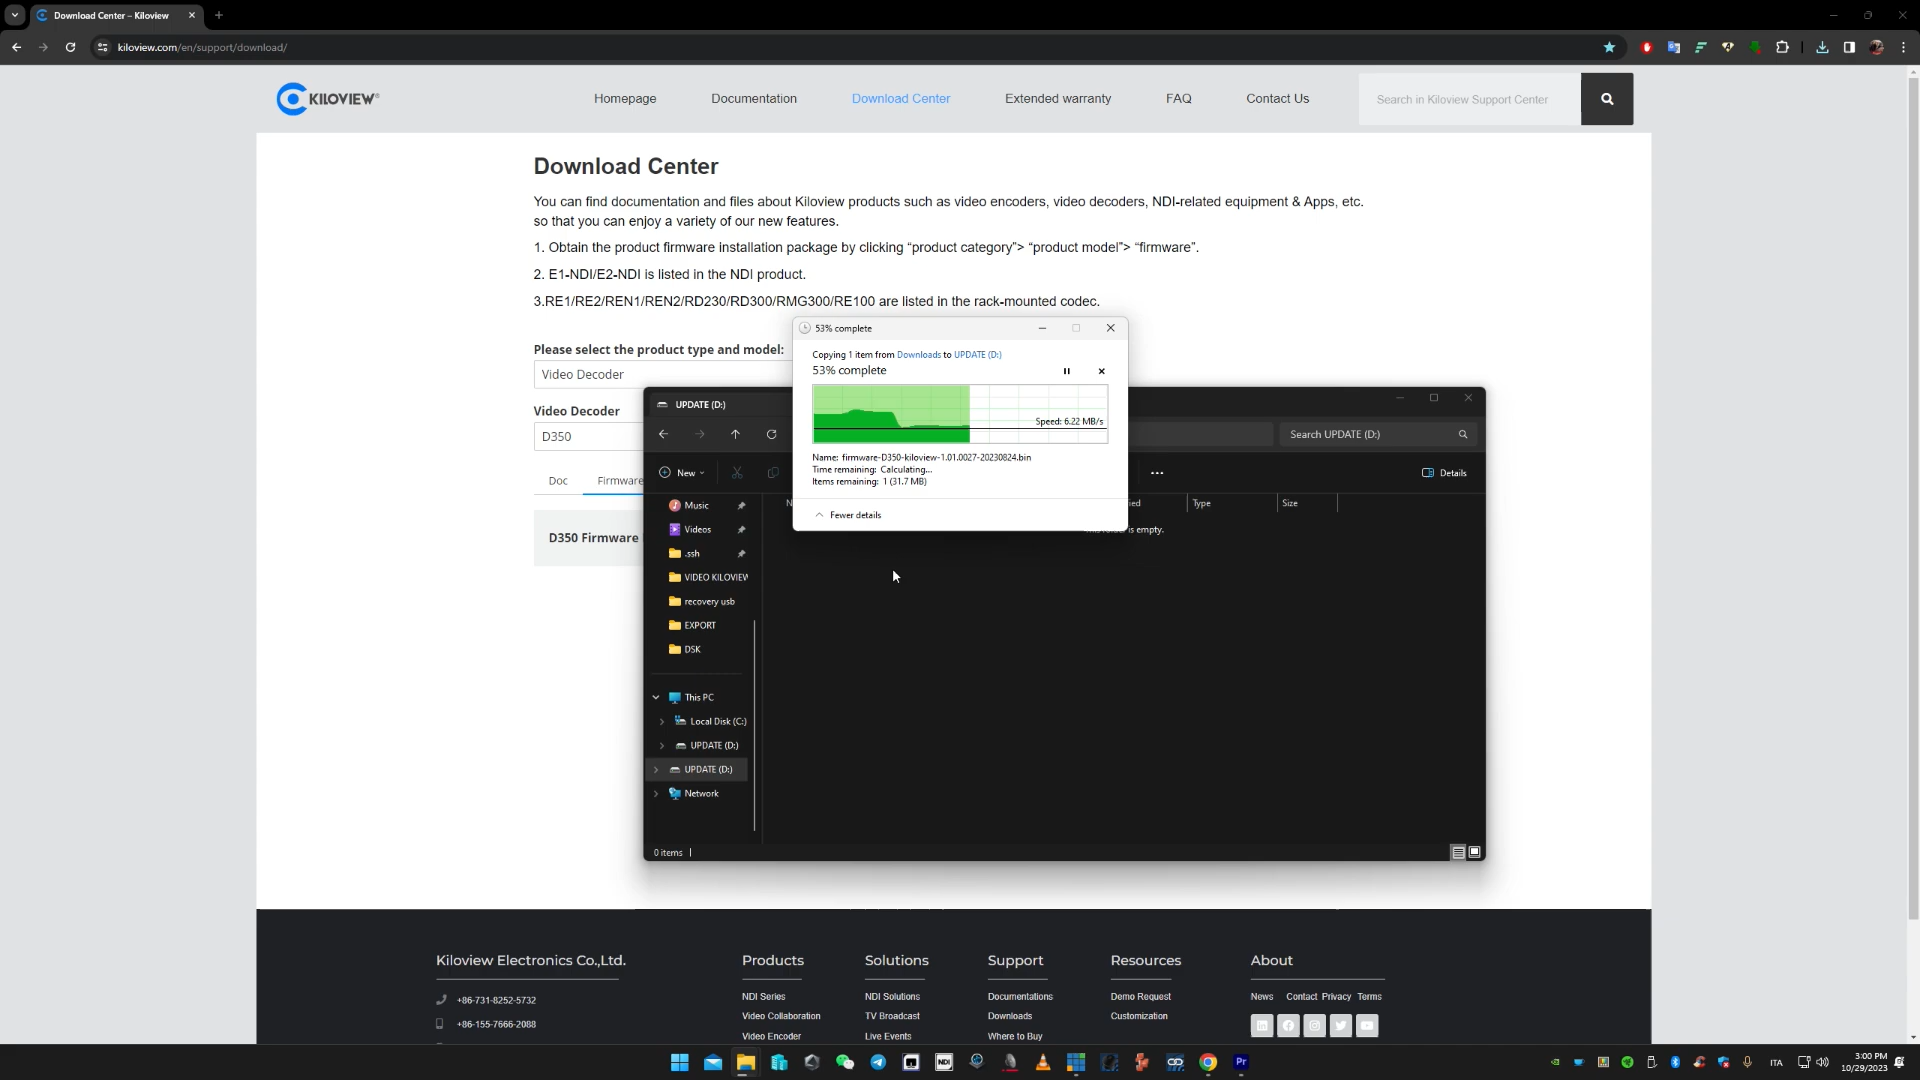 Download Center – Kiloview
kiloview.com/en/support/download/
KILOVIEW®
Homepage
Documentation
Download Center
Extended warranty
FAQ
Contact Us
Search in Kiloview Support Center
Download Center
You can find documentation and files about Kiloview products such as video encoders, video decoders, NDI-related equipment & Apps, etc.
so that you can enjoy a variety of our new features.
1. Obtain the product firmware installation package by clicking “product category”> “product model”> “firmware”.
2. E1-NDI/E2-NDI is listed in the NDI product.
3.RE1/RE2/REN1/REN2/RD230/RD300/RMG300/RE100 are listed in the rack-mounted codec.
Please select the product type and model:
Video Decoder
Video Decoder
D350
Doc
Firmware
D350 Firmware
53% complete
Copying 1 item from Downloads to UPDATE (D:)
53% complete
Speed: 6.22 MB/s
Name: firmware-D350-kiloview-1.01.0027-20230824.bin
Time remaining: Calculating...
Items remaining: 1 (31.7 MB)
Fewer details
UPDATE (D:)
Search UPDATE (D:)
New
Details
Type
Size
is empty.
Music
Videos
.ssh
VIDEO KILOVIEW
recovery usb
EXPORT
DSK
This PC
Local Disk (C:)
UPDATE (D:)
UPDATE (D:)
Network
0 items
Kiloview Electronics Co.,Ltd.
+86-731-8252-5732
+86-155-7666-2088
Products
NDI Series
Video Collaboration
Video Encoder
Solutions
NDI Solutions
TV Broadcast
Live Events
Support
Documentations
Downloads
Where to Buy
Resources
Demo Request
Customization
About
News Contact Privacy Terms
NDI
Pr
ITA
3:00 PM
10/29/2023